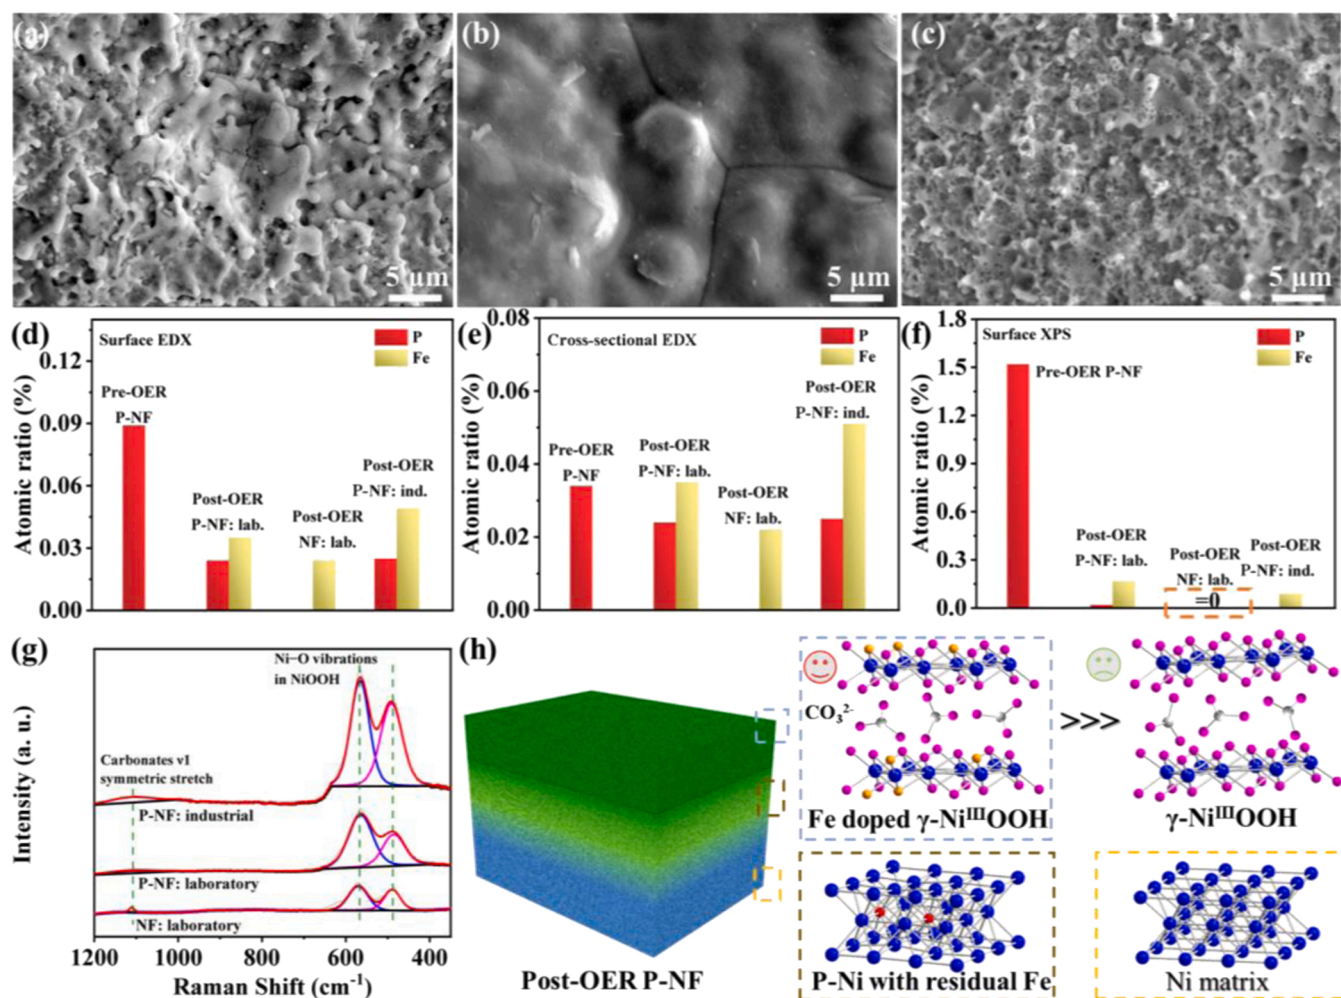 (a)
5 μm
(b)
5 μm
(c)
5 μm
(d)
Surface EDX
P
Fe
Atomic ratio (%)
0.12
0.09
0.06
0.03
0.00
Pre-OER
P-NF
Post-OER
P-NF: lab.
Post-OER
NF: lab.
Post-OER
P-NF: ind.
(e)
Cross-sectional EDX
P
Fe
Atomic ratio (%)
0.08
0.06
0.04
0.02
0.00
Pre-OER
P-NF
Post-OER
P-NF: lab.
Post-OER
NF: lab.
Post-OER
P-NF: ind.
(f)
Surface XPS
P
Fe
Atomic ratio (%)
1.8
1.5
1.2
0.9
0.6
0.3
0.0
Pre-OER P-NF
Post-OER
P-NF: lab.
Post-OER
NF: lab.
=0
Post-OER
P-NF: ind.
(g)
Ni−O vibrations
in NiOOH
Carbonates v1
symmetric stretch
P-NF: industrial
P-NF: laboratory
NF: laboratory
Intensity (a. u.)
1200 1000 800 600 400
Raman Shift (cm⁻¹)
(h)
Post-OER P-NF
CO₃²⁻
Fe doped γ-NiᴵᴵᴵOOH
>>>
γ-NiᴵᴵᴵOOH
P-Ni with residual Fe
Ni matrix